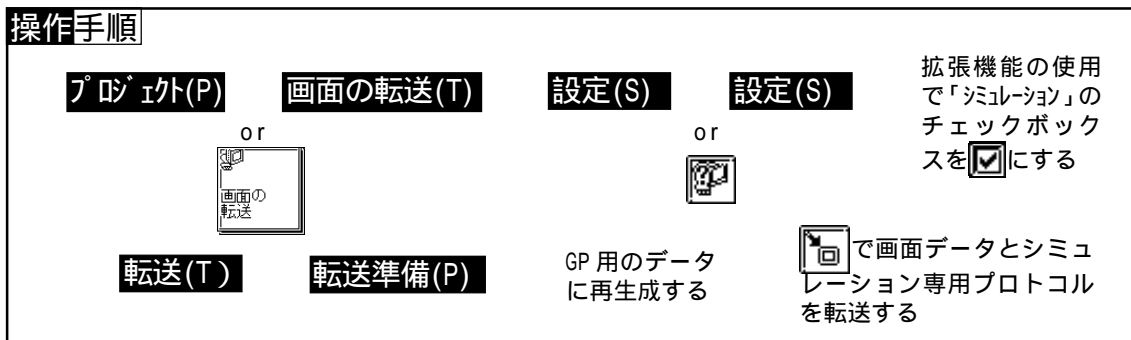 操作手順
ﾌﾟﾛｼﾞｪｸﾄ(P) 画面の転送(T) 設定(S) 設定(S)
or
画面の
転送
or
拡張機能の使用
で「ｼﾐｭﾚｰｼｮﾝ」の
チェックボック
スを にする
転送(T) 転送準備(P)
GP用のデータ
に再生成する
で画面データとシミュ
レーション専用プロトコル
を転送する